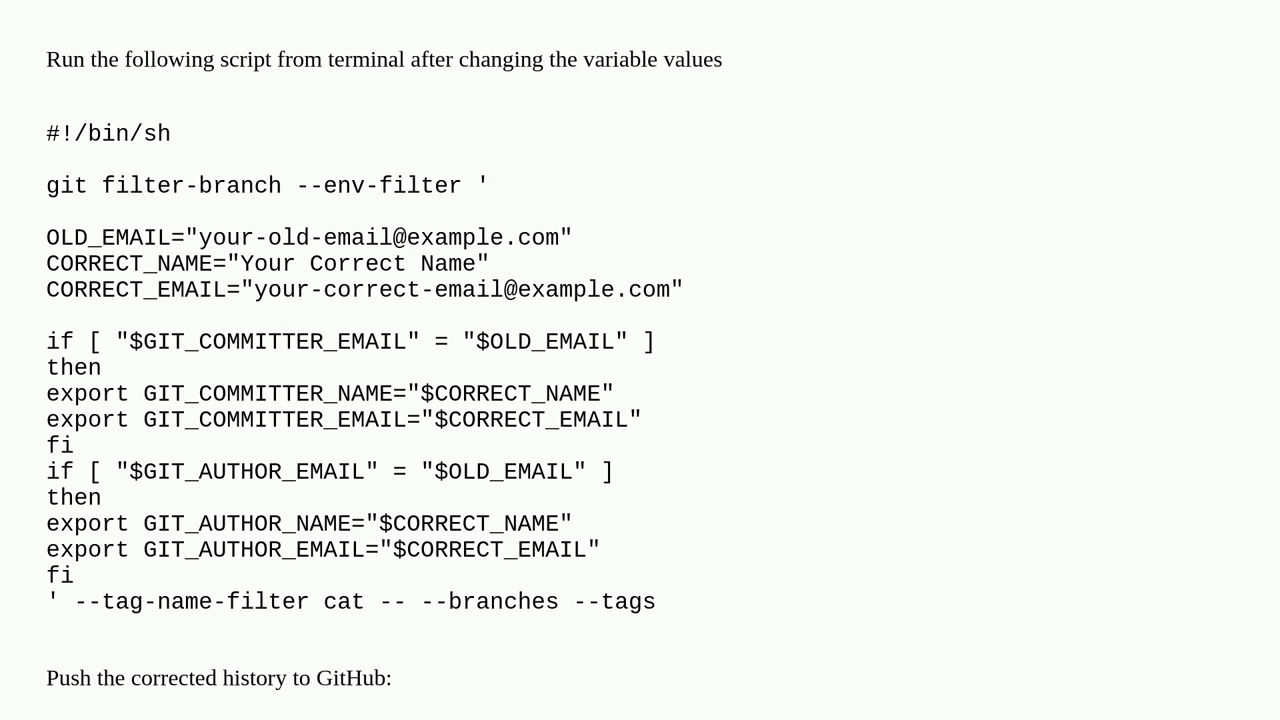 Run the following script from terminal after changing the variable values
#!/bin/sh
git filter-branch --env-filter '
OLD_EMAIL="your-old-email@example.com"
CORRECT_NAME="Your Correct Name"
CORRECT_EMAIL="your-correct-email@example.com"
if [ "$GIT_COMMITTER_EMAIL" = "$OLD_EMAIL" ]
then
export GIT_COMMITTER_NAME="$CORRECT_NAME"
export GIT_COMMITTER_EMAIL="$CORRECT_EMAIL"
fi
if [ "$GIT_AUTHOR_EMAIL" = "$OLD_EMAIL" ]
then
export GIT_AUTHOR_NAME="$CORRECT_NAME"
export GIT_AUTHOR_EMAIL="$CORRECT_EMAIL"
fi
' --tag-name-filter cat -- --branches --tags
Push the corrected history to GitHub: